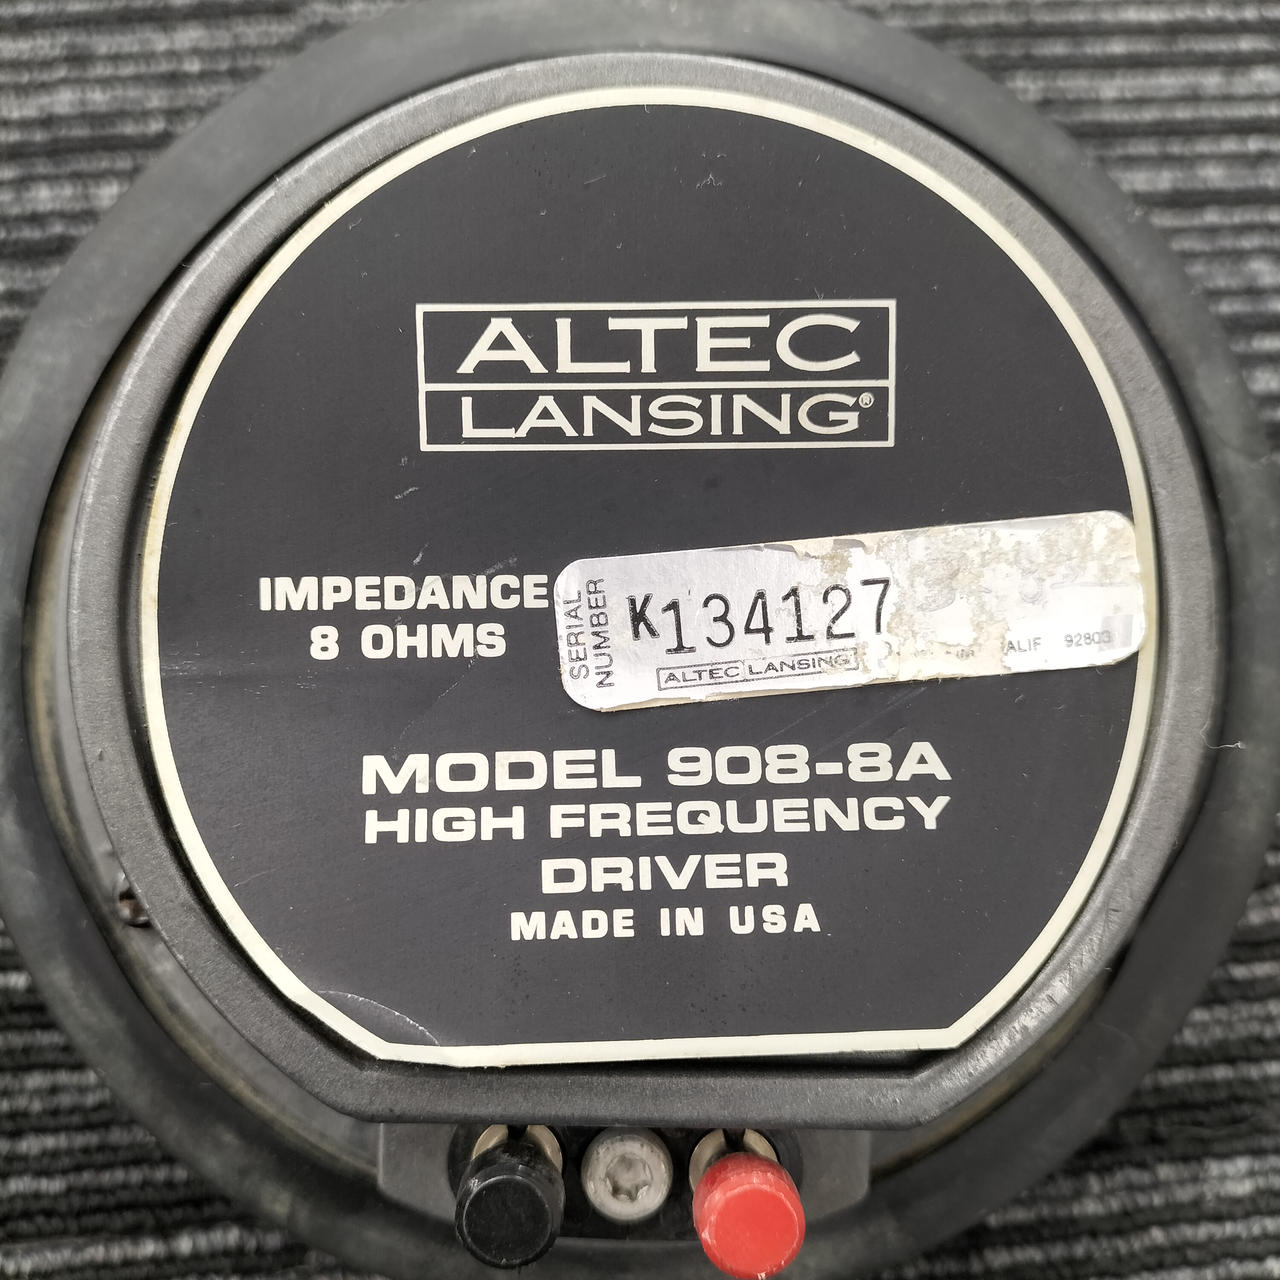 ALTEC
LANSING®
IMPEDANCE
8 OHMS
SERIAL
NUMBER
K134127
ALTEC LANSING
ALIF 92803
MODEL 908-8A
HIGH FREQUENCY
DRIVER
MADE IN USA